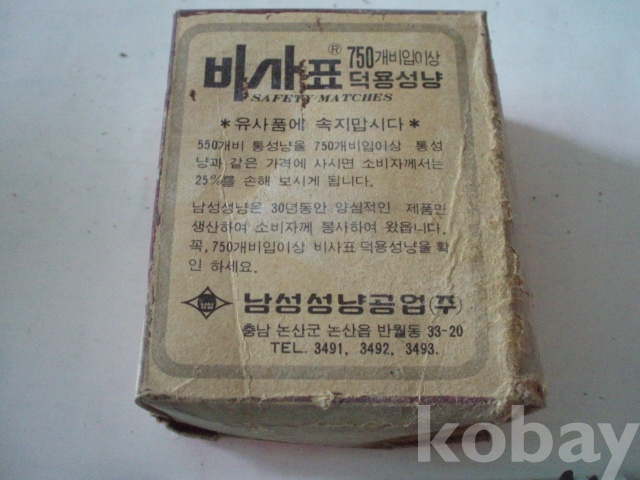 비사표® 750개비입이상
덕용성냥
SAFETY-MATCHES
*유사품에 속지맙시다*
550개비 통성냥을 750개비입이상 통성
냥과 같은 가격에 사시면 소비자께서는
25%를 손해 보시게 됩니다.
남성성냥은 30년동안 양심적인 제품만
생산하여 소비자께 봉사하여 왔읍니다.
꼭, 750개비입이상 비사표 덕용성냥을 확
인 하세요.
남성
남성성냥공업(주)
충남 논산군 논산읍 반월동 33-20
TEL. 3491, 3492, 3493.
kobay